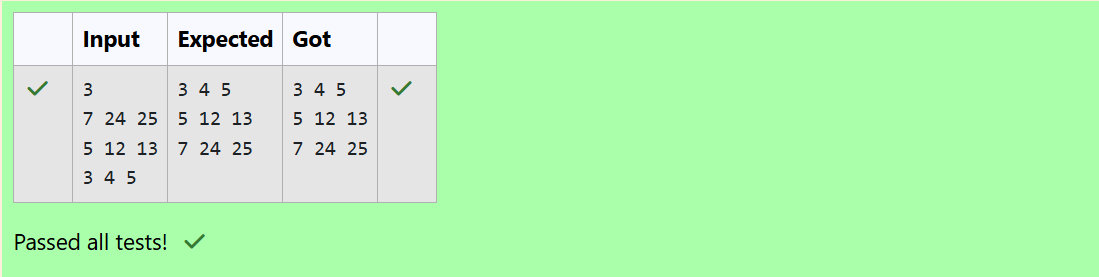 Input Expected Got
3 3 4 5 3 4 5
7 24 25 5 12 13 5 12 13
5 12 13 7 24 25 7 24 25
3 4 5
Passed all tests!